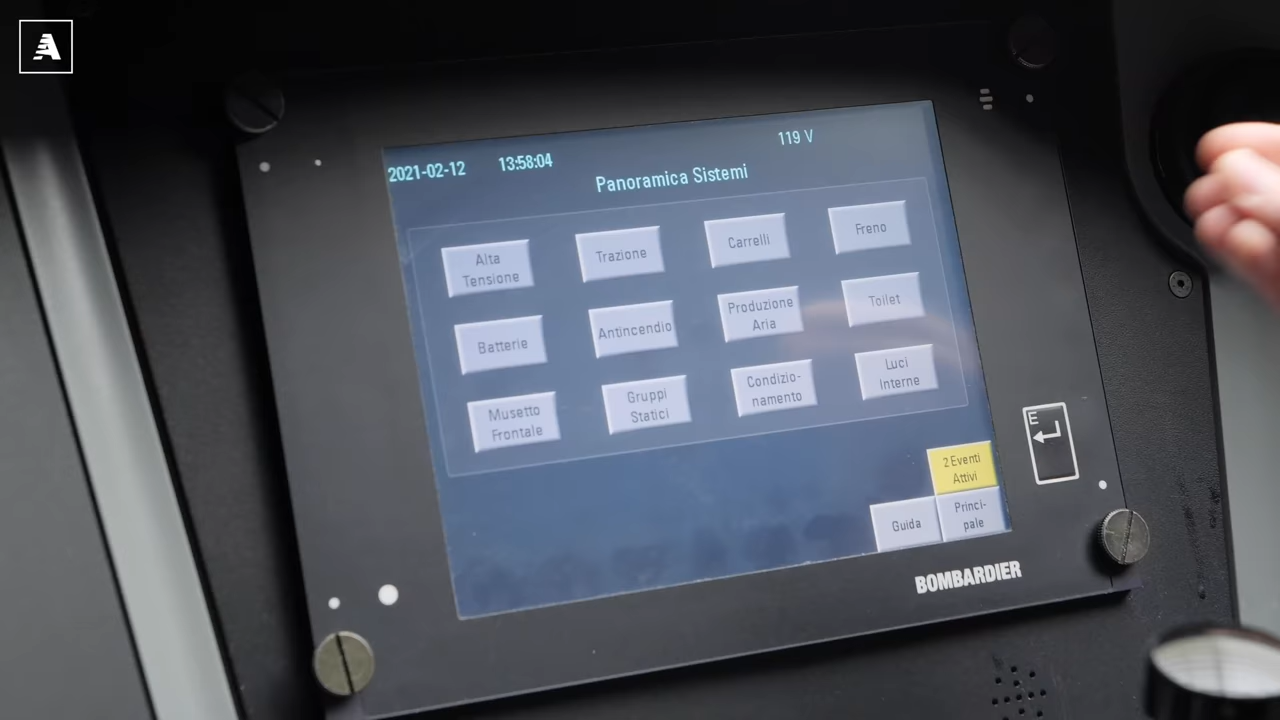 A
119 V
2021-02-12 13:58:04
Panoramica Sistemi
Alta
Tensione
Trazione
Carrelli
Freno
Batterie
Antincendio
Produzione
Aria
Toilet
Musetto
Frontale
Gruppi
Statici
Condizio-
namento
Luci
Interne
2 Eventi
Attivi
Guida
Princi-
pale
E
BOMBARDIER